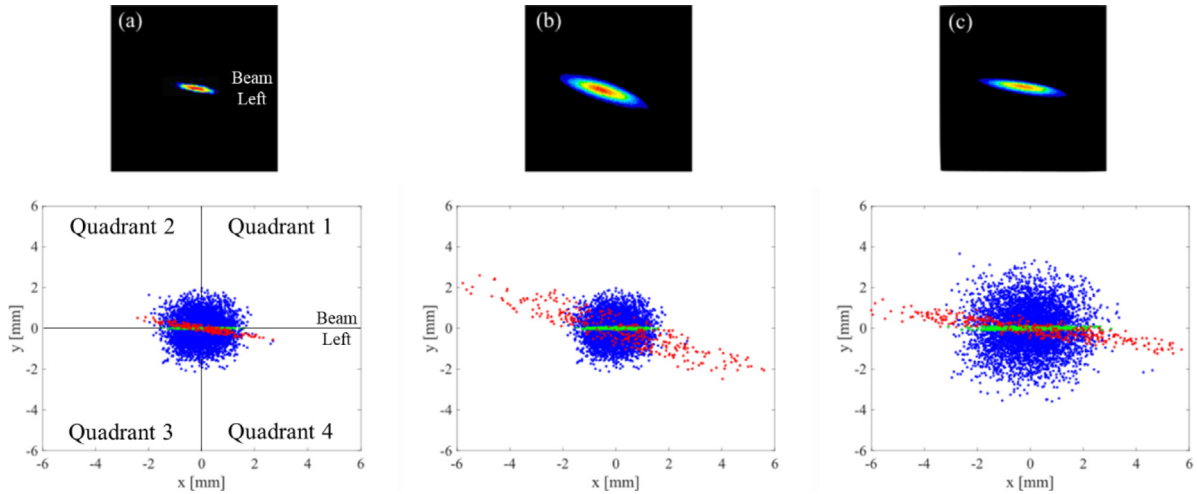 (a)
Beam
Left
(b)
(c)
6
4
2
0
-2
-4
-6
y [mm]
Quadrant 2
Quadrant 1
Beam
Left
Quadrant 3
Quadrant 4
-6 -4 -2 0 2 4 6
x [mm]
6
4
2
0
-2
-4
-6
y [mm]
-6 -4 -2 0 2 4 6
x [mm]
6
4
2
0
-2
-4
-6
y [mm]
-6 -4 -2 0 2 4 6
x [mm]